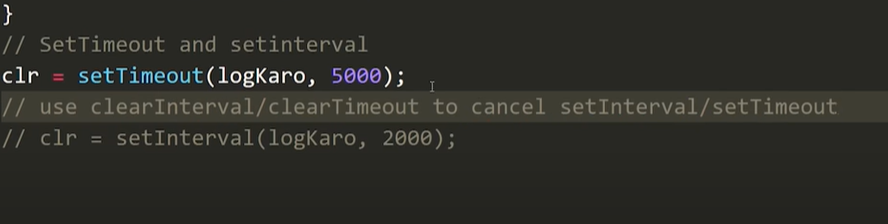 }
// SetTimeout and setinterval
clr = setTimeout(logKaro, 5000);
// use clearInterval/clearTimeout to cancel setInterval/setTimeout
// clr = setInterval(logKaro, 2000);